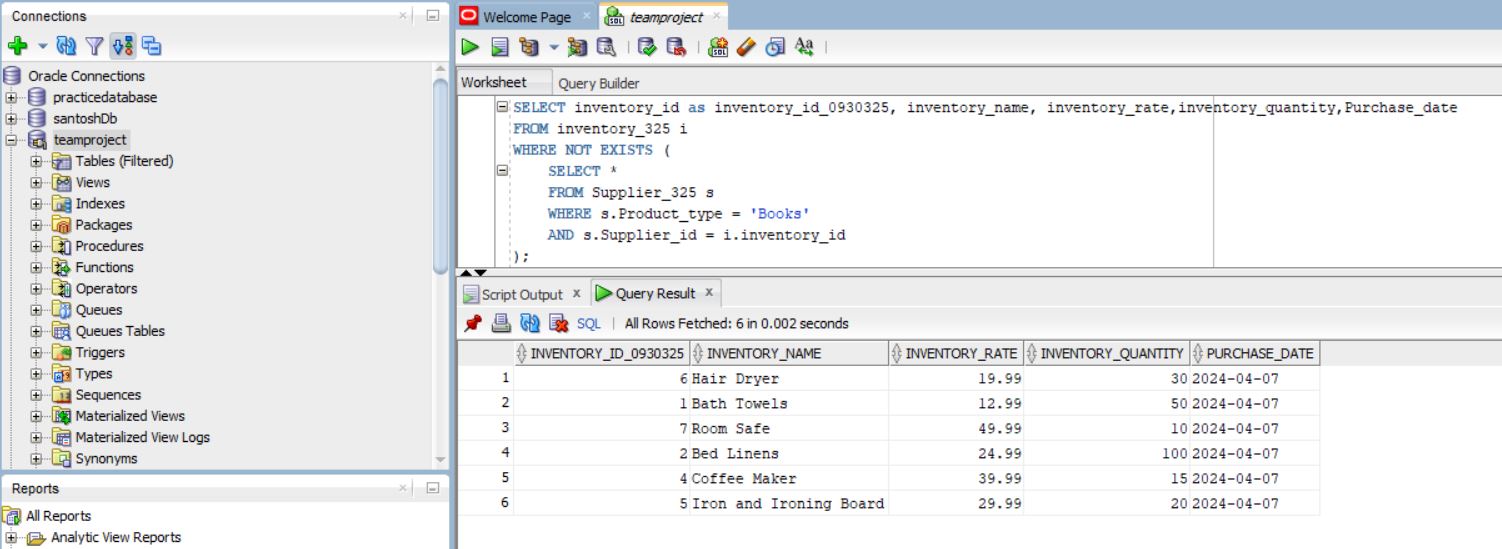 Connections
Oracle Connections
practicedatabase
santoshDb
teamproject
Tables (Filtered)
Views
Indexes
Packages
Procedures
Functions
Operators
Queues
Queues Tables
Triggers
Types
Sequences
Materialized Views
Materialized View Logs
Synonyms
Reports
All Reports
Analytic View Reports
Welcome Page
teamproject
Worksheet Query Builder
SELECT inventory_id as inventory_id_0930325, inventory_name, inventory_rate,inventory_quantity,Purchase_date
FROM inventory_325 i
WHERE NOT EXISTS (
SELECT *
FROM Supplier_325 s
WHERE s.Product_type = 'Books'
AND s.Supplier_id = i.inventory_id
);
Script Output x Query Result x
SQL | All Rows Fetched: 6 in 0.002 seconds
INVENTORY_ID_0930325 INVENTORY_NAME INVENTORY_RATE INVENTORY_QUANTITY PURCHASE_DATE
1 6 Hair Dryer 19.99 30 2024-04-07
2 1 Bath Towels 12.99 50 2024-04-07
3 7 Room Safe 49.99 10 2024-04-07
4 2 Bed Linens 24.99 100 2024-04-07
5 4 Coffee Maker 39.99 15 2024-04-07
6 5 Iron and Ironing Board 29.99 20 2024-04-07